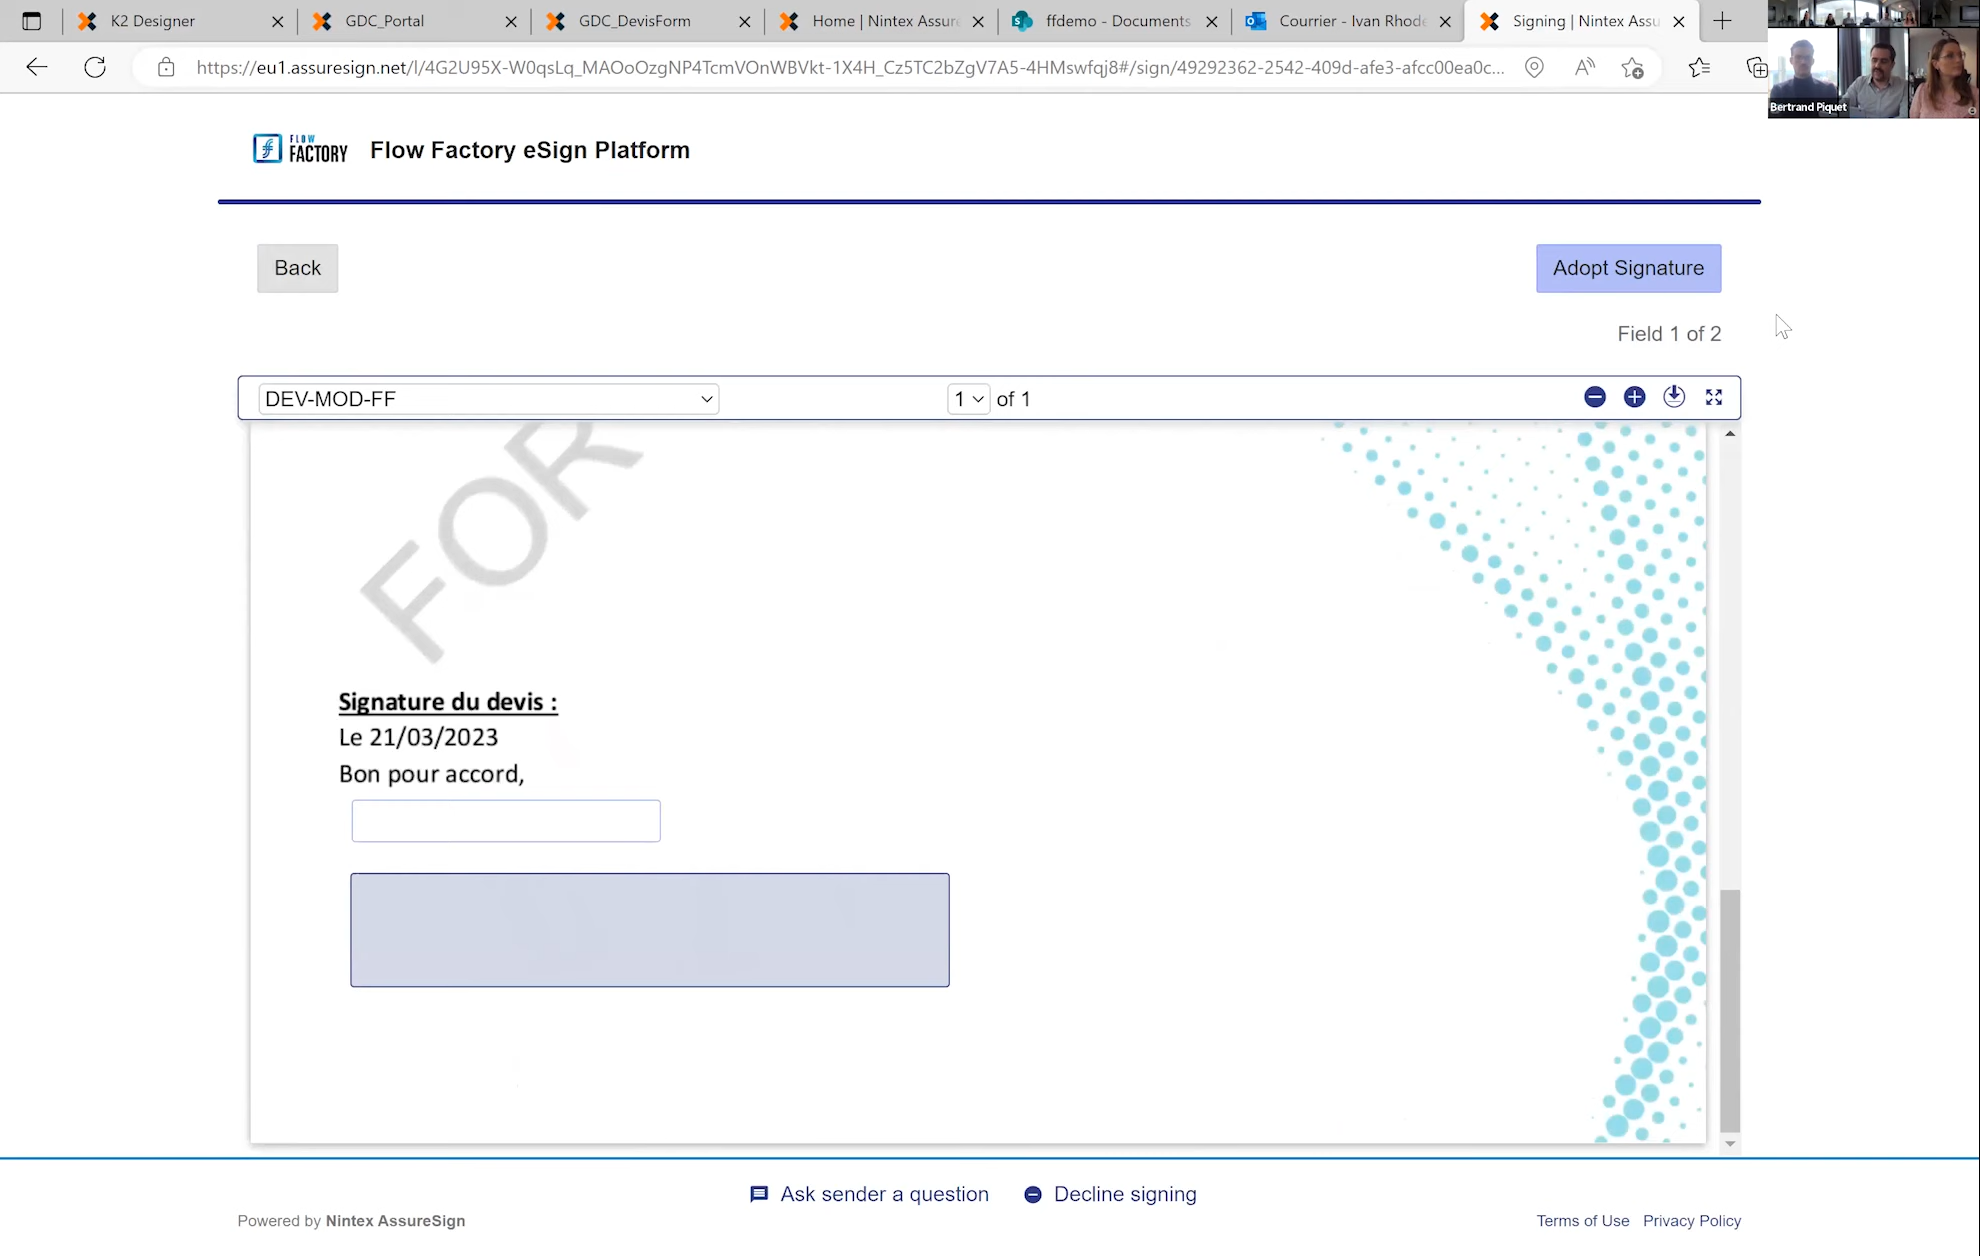 K2 Designer
GDC_Portal
GDC_DevisForm
Home | Nintex Assure
ffdemo - Documents
Courrier - Ivan Rhode
Signing | Nintex Assu
https://eu1.assuresign.net/l/4G2U95X-W0qsLq_MAOoOzgNP4TcmVOnWBVkt-1X4H_Cz5TC2bZgV7A5-4HMswfqj8#/sign/49292362-2542-409d-afe3-afcc00ea0c...
Bertrand Piquet
FLOW
FACTORY
Flow Factory eSign Platform
Back
Adopt Signature
Field 1 of 2
DEV-MOD-FF
1 of 1
FOR
Signature du devis :
Le 21/03/2023
Bon pour accord,
Ask sender a question
Decline signing
Powered by Nintex AssureSign
Terms of Use
Privacy Policy